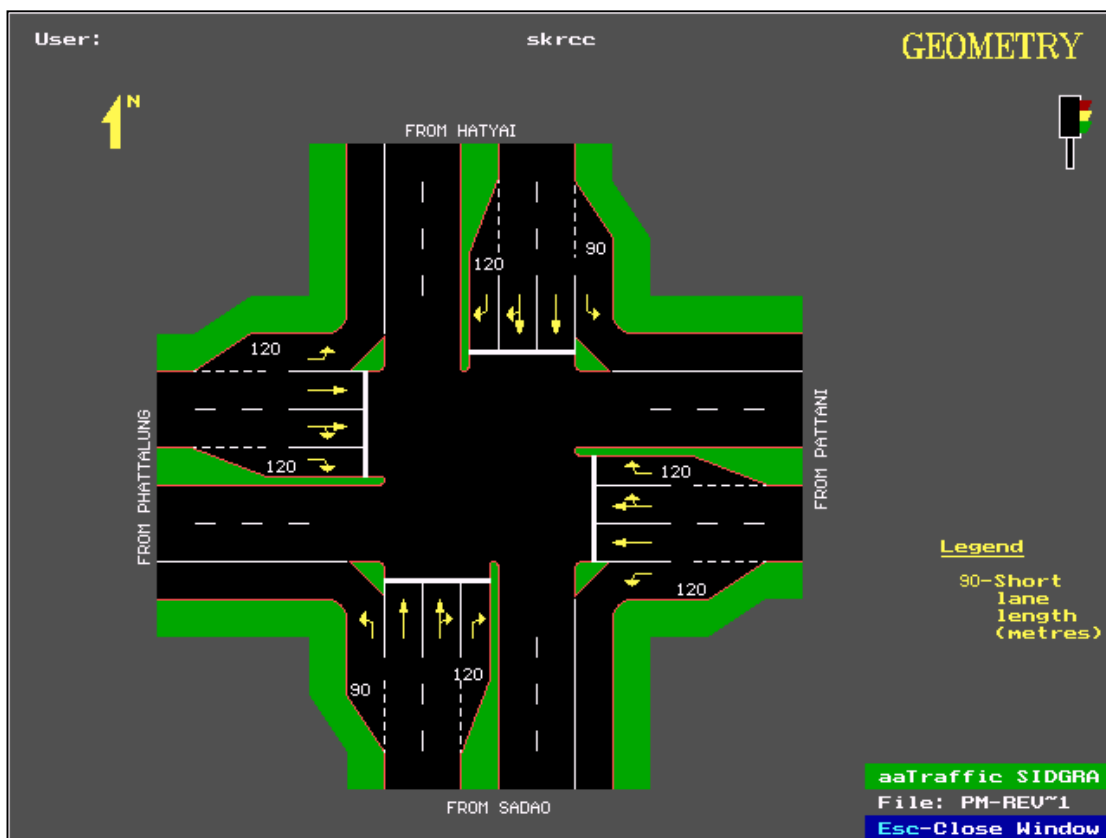 User:
skrcc
GEOMETRY
N
FROM HATYAI
120
90
120
120
FROM PHATTALUNG
FROM PATTANI
120
120
90
120
FROM SADAO
Legend
90-Short
lane
length
(metres)
aaTraffic SIDGRA
File: PM-REV~1
Esc-Close Window